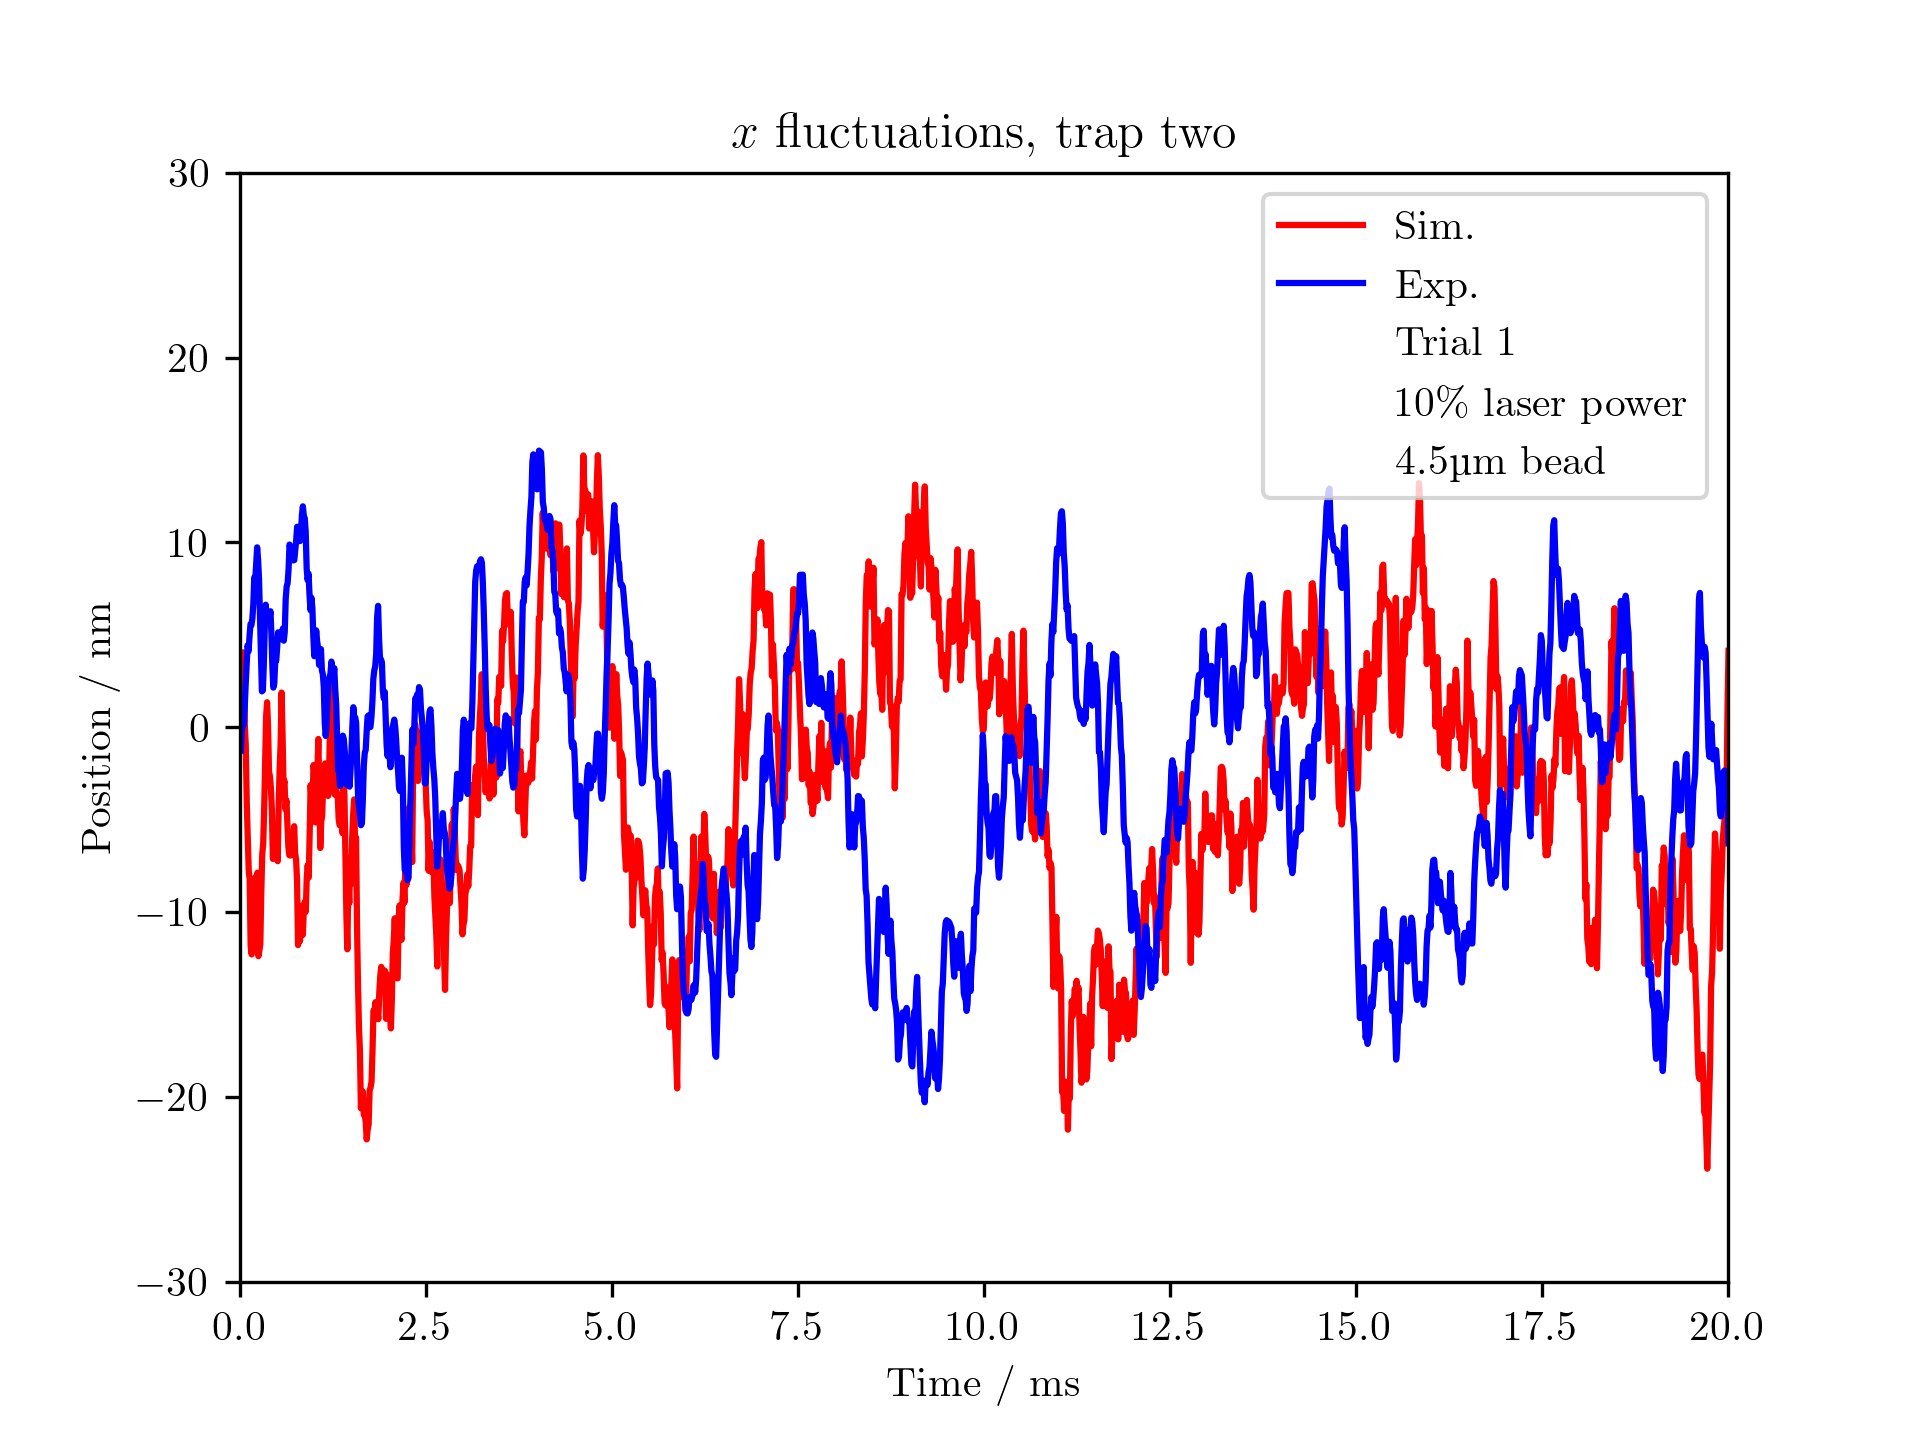 x fluctuations, trap two
30
20
10
0
−10
−20
−30
Position / nm
Sim.
Exp.
Trial 1
10% laser power
4.5µm bead
0.0 2.5 5.0 7.5 10.0 12.5 15.0 17.5 20.0
Time / ms